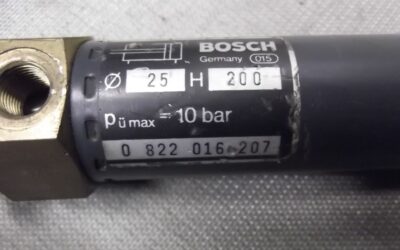 BOSCH
Germany 015
Ø 25 H 200
pü max = 10 bar
0 822 016 207